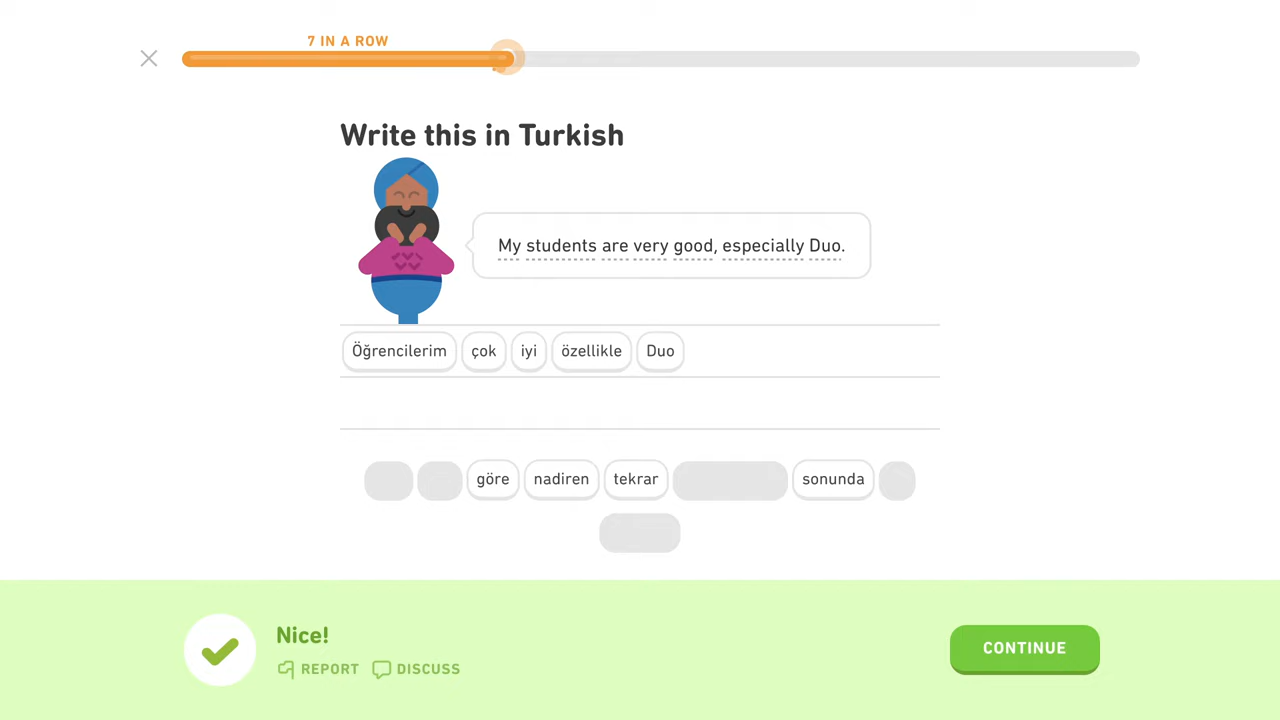 7 IN A ROW
Write this in Turkish
My students are very good, especially Duo.
Öğrencilerim çok iyi özellikle Duo
göre nadiren tekrar sonunda
Nice!
REPORT DISCUSS
CONTINUE